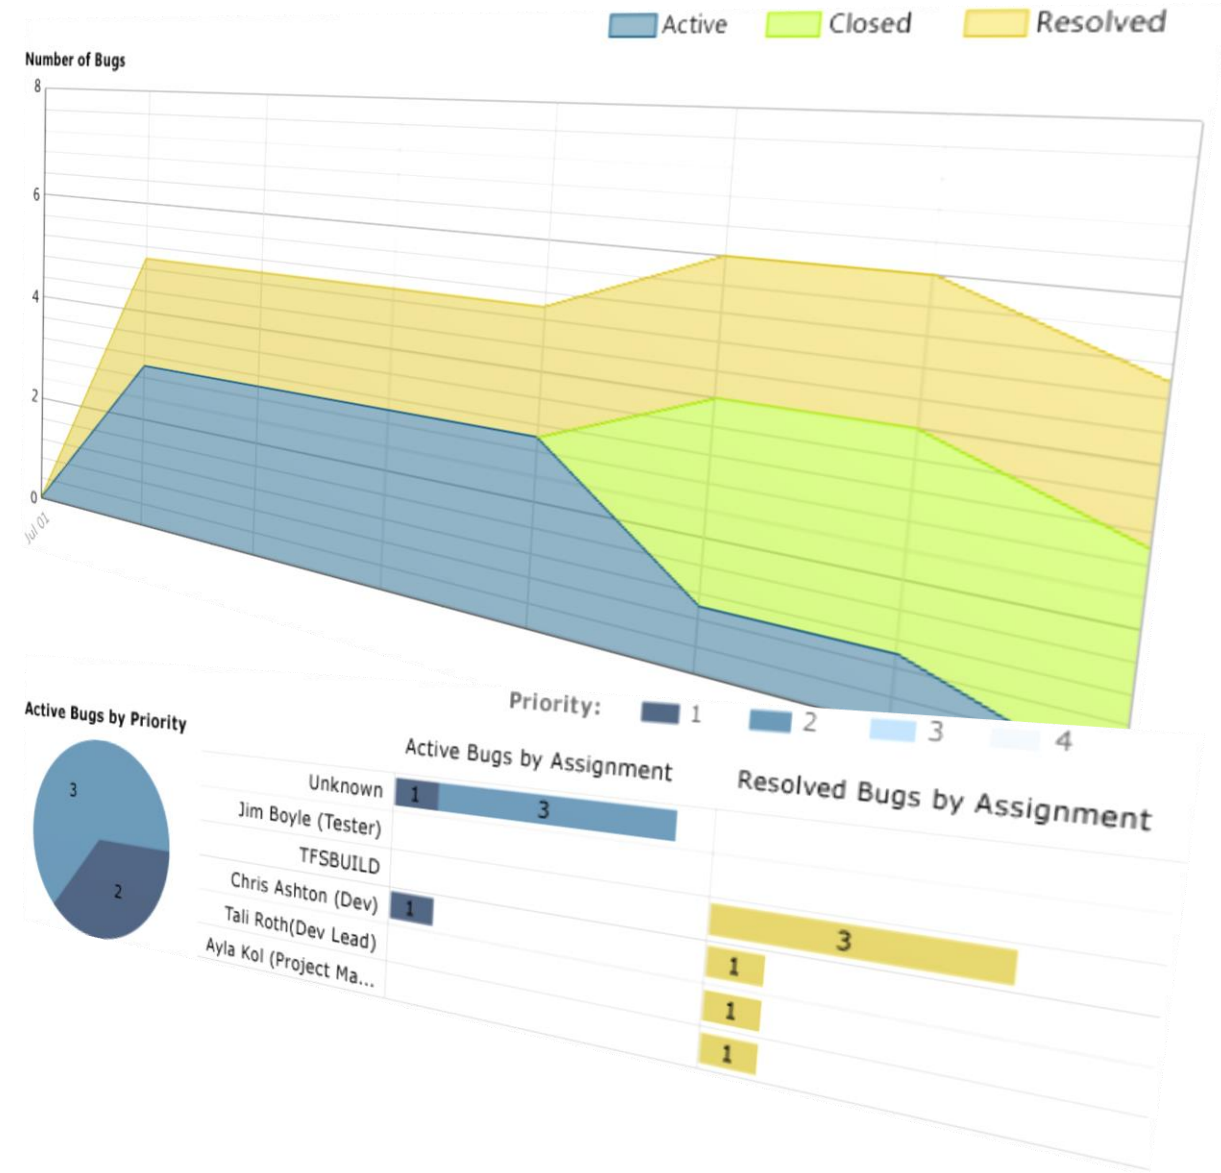 Active Closed Resolved
Number of Bugs
8
6
4
2
0
Jul 01
Priority: 1 2 3 4
Active Bugs by Priority
3
2
Active Bugs by Assignment
Resolved Bugs by Assignment
Unknown 1 3
Jim Boyle (Tester)
TFSBUILD 3
Chris Ashton (Dev) 1 1
Tali Roth(Dev Lead) 1
Ayla Kol (Project Ma... 1